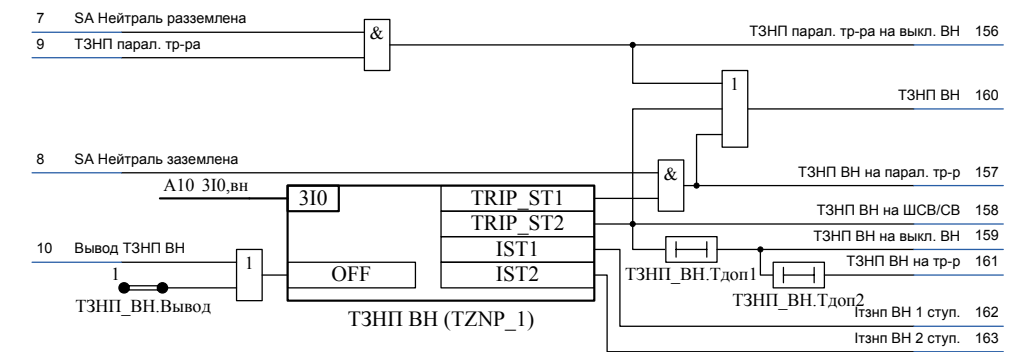 7 SA Нейтраль разземлена
9 ТЗНП парал. тр-ра
&
ТЗНП парал. тр-ра на выкл. ВН 156
1
ТЗНП ВН 160
8 SA Нейтраль заземлена
&
ТЗНП ВН на парал. тр-р 157
A10 3I0,вн
3I0
TRIP_ST1
TRIP_ST2
IST1
IST2
OFF
ТЗНП ВН на ШСВ/СВ 158
ТЗНП ВН на выкл. ВН 159
ТЗНП ВН на тр-р 161
10 Вывод ТЗНП ВН
1
1
ТЗНП_ВН.Вывод
ТЗНП_ВН.Тдоп1
ТЗНП_ВН.Тдоп2
ТЗНП ВН (TZNP_1)
Iтзнп ВН 1 ступ. 162
Iтзнп ВН 2 ступ. 163